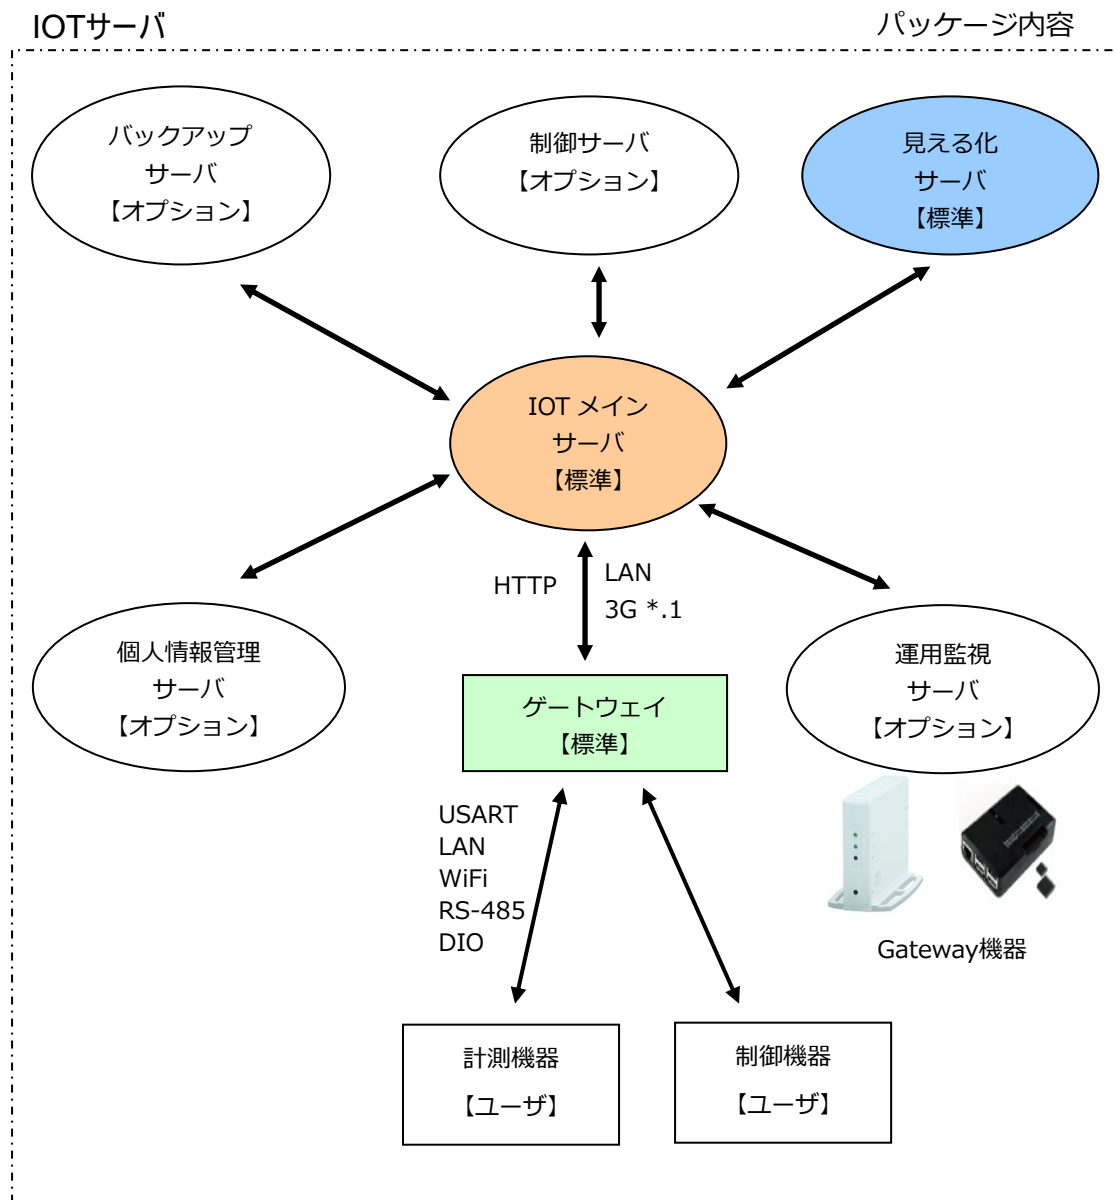 IOTサーバ
パッケージ内容
バックアップ
サーバ
【オプション】
制御サーバ
【オプション】
見える化
サーバ
【標準】
IOT メイン
サーバ
【標準】
HTTP
LAN
3G *.1
個人情報管理
サーバ
【オプション】
ゲートウェイ
【標準】
運用監視
サーバ
【オプション】
USART
LAN
WiFi
RS-485
DIO
Gateway機器
計測機器
【ユーザ】
制御機器
【ユーザ】